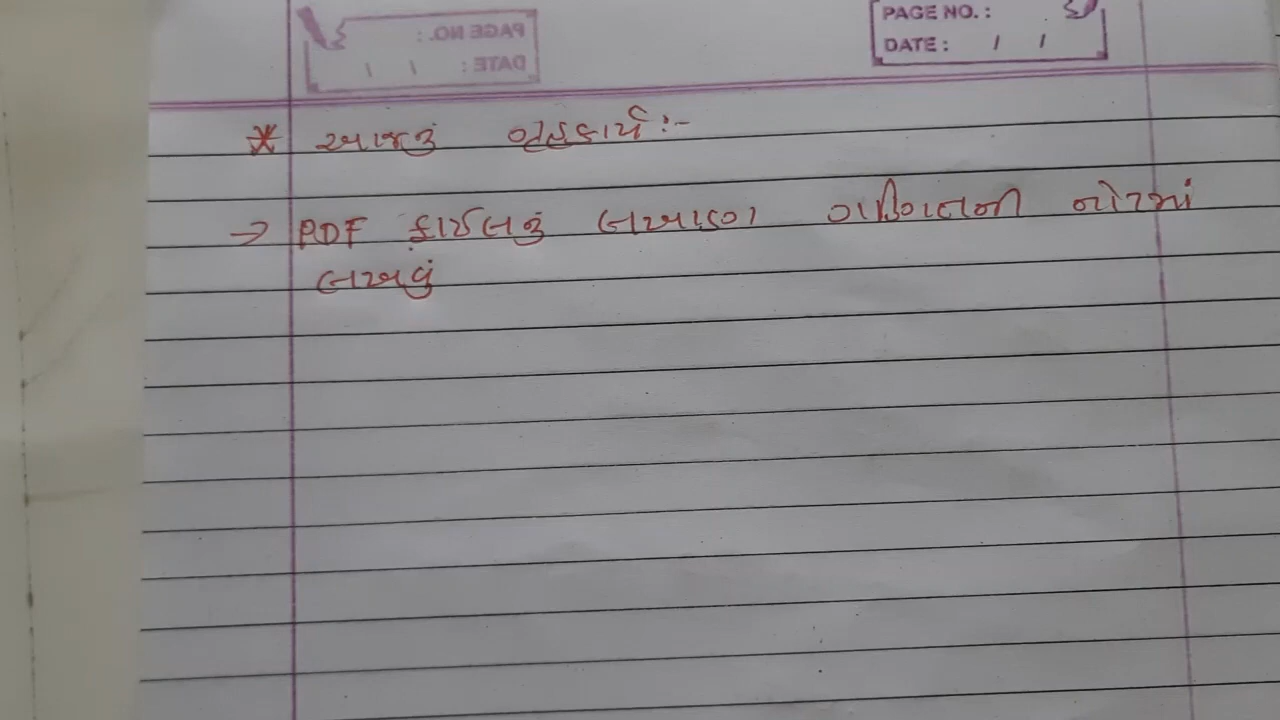 PAGE NO. :
DATE : / /
* આજનું ગૃહકાર્ય :-
→ PDF ફાઈલનું લખાણ ગણિતની નોટમાં
લખવું